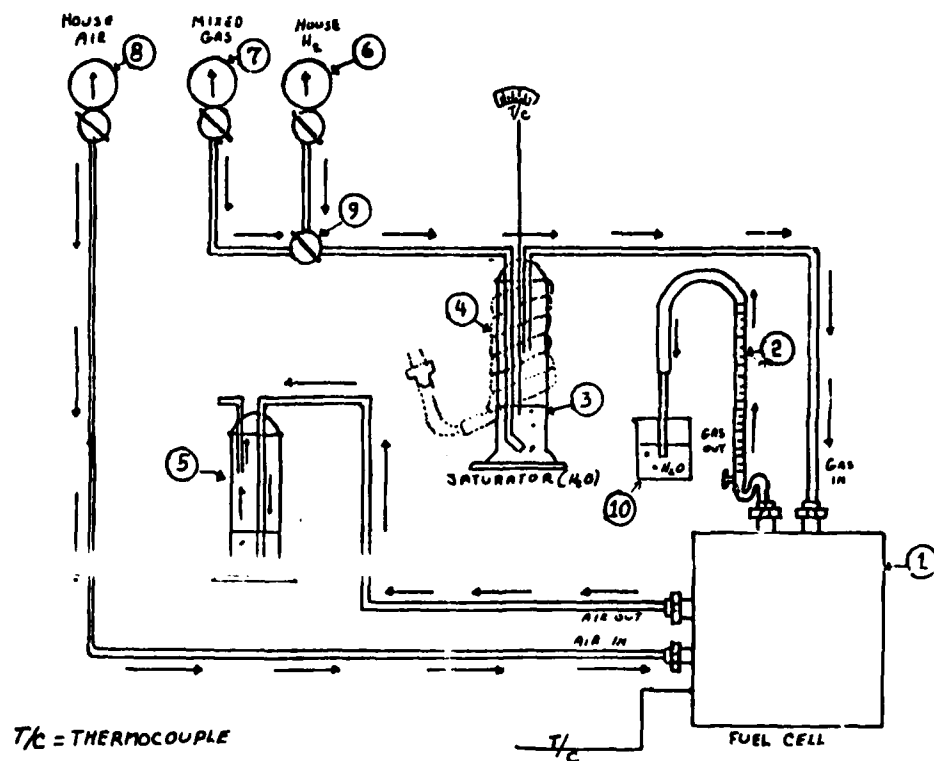 HOUSE
AIR
8
MIXED
GAS
7
HOUSE
H2
6
T/C
9
4
2
3
5
GAS
OUT
GAS
IN
H2O
SATURATOR (H2O)
10
1
AIR OUT
AIR IN
T/C = THERMOCOUPLE
T/C
FUEL CELL